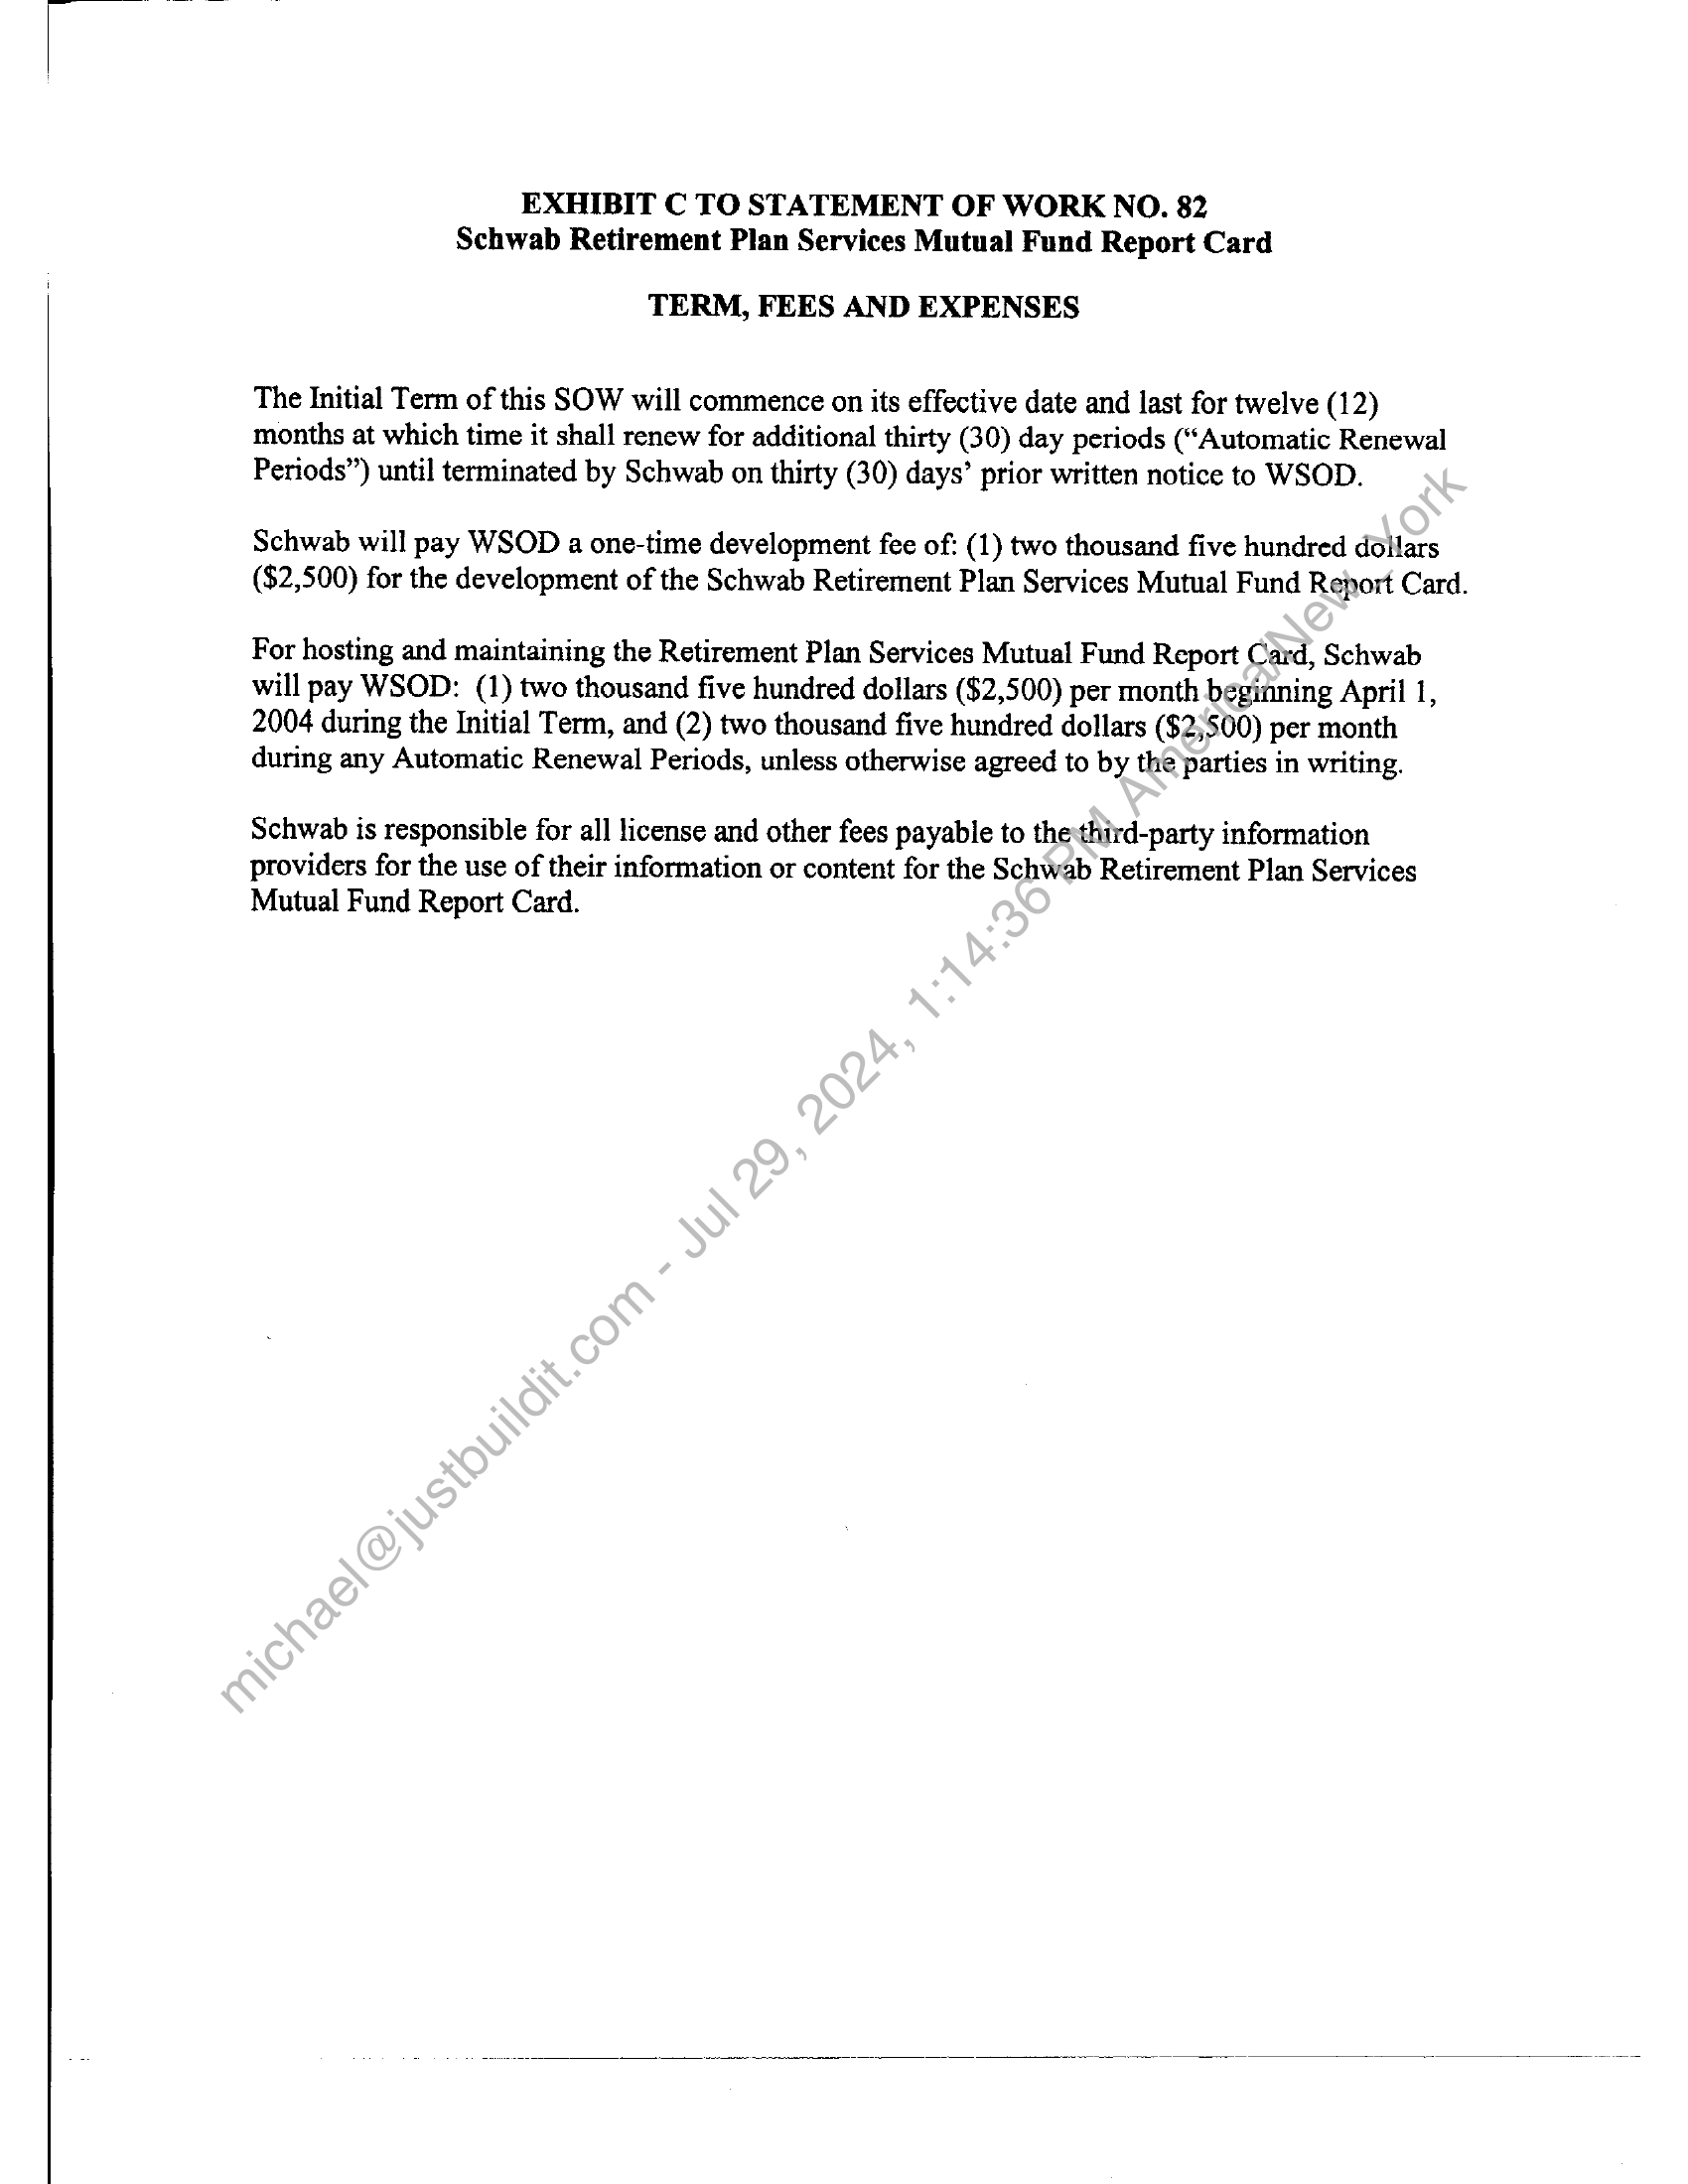 EXHIBIT C TO STATEMENT OF WORK NO. 82
Schwab Retirement Plan Services Mutual Fund Report Card
TERM, FEES AND EXPENSES
The Initial Term of this SOW will commence on its effective date and last for twelve (12)
months at which time it shall renew for additional thirty (30) day periods (“Automatic Renewal
Periods”) until terminated by Schwab on thirty (30) days’ prior written notice to WSOD.
Schwab will pay WSOD a one-time development fee of: (1) two thousand five hundred dollars
($2,500) for the development of the Schwab Retirement Plan Services Mutual Fund Report Card.
For hosting and maintaining the Retirement Plan Services Mutual Fund Report Card, Schwab
will pay WSOD: (1) two thousand five hundred dollars ($2,500) per month beginning April 1,
2004 during the Initial Term, and (2) two thousand five hundred dollars ($2,500) per month
during any Automatic Renewal Periods, unless otherwise agreed to by the parties in writing.
Schwab is responsible for all license and other fees payable to the third-party information
providers for the use of their information or content for the Schwab Retirement Plan Services
Mutual Fund Report Card.
michael@justbuildit.com - Jul 29, 2024, 1:14:36 PM America/New_York